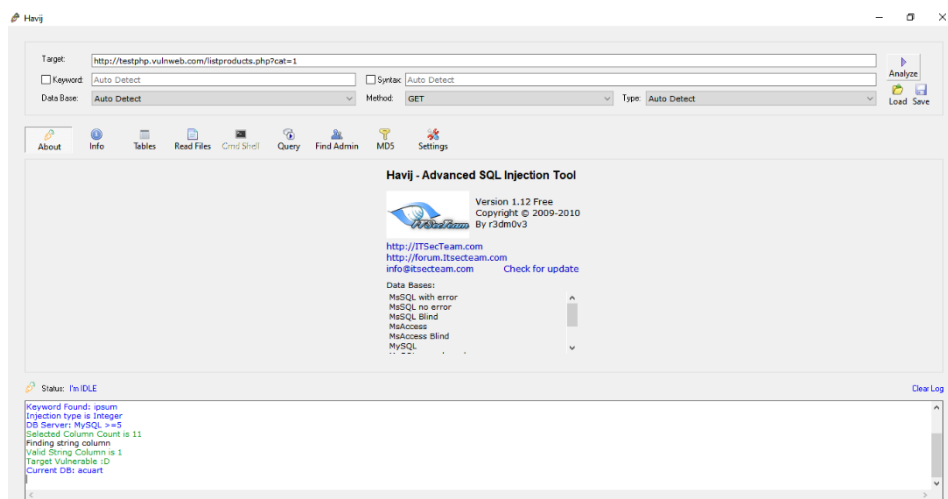 Havij
Target: http://testphp.vulnweb.com/listproducts.php?cat=1
Analyze
Keyword: Auto Detect Syntax: Auto Detect
Load Save
Data Base: Auto Detect Method: GET Type: Auto Detect
About Info Tables Read Files Cmd Shell Query Find Admin MD5 Settings
Havij - Advanced SQL Injection Tool
ITSecTeam
Version 1.12 Free
Copyright © 2009-2010
By r3dm0v3
http://ITSecTeam.com
http://forum.Itsecteam.com
info@itsecteam.com Check for update
Data Bases:
MsSQL with error
MsSQL no error
MsSQL Blind
MsAccess
MsAccess Blind
MySQL
Status: I'm IDLE Clear Log
Keyword Found: ipsum
Injection type is Integer
DB Server: MySQL >=5
Selected Column Count is 11
Finding string column
Valid String Column is 1
Target Vulnerable :D
Current DB: acuart